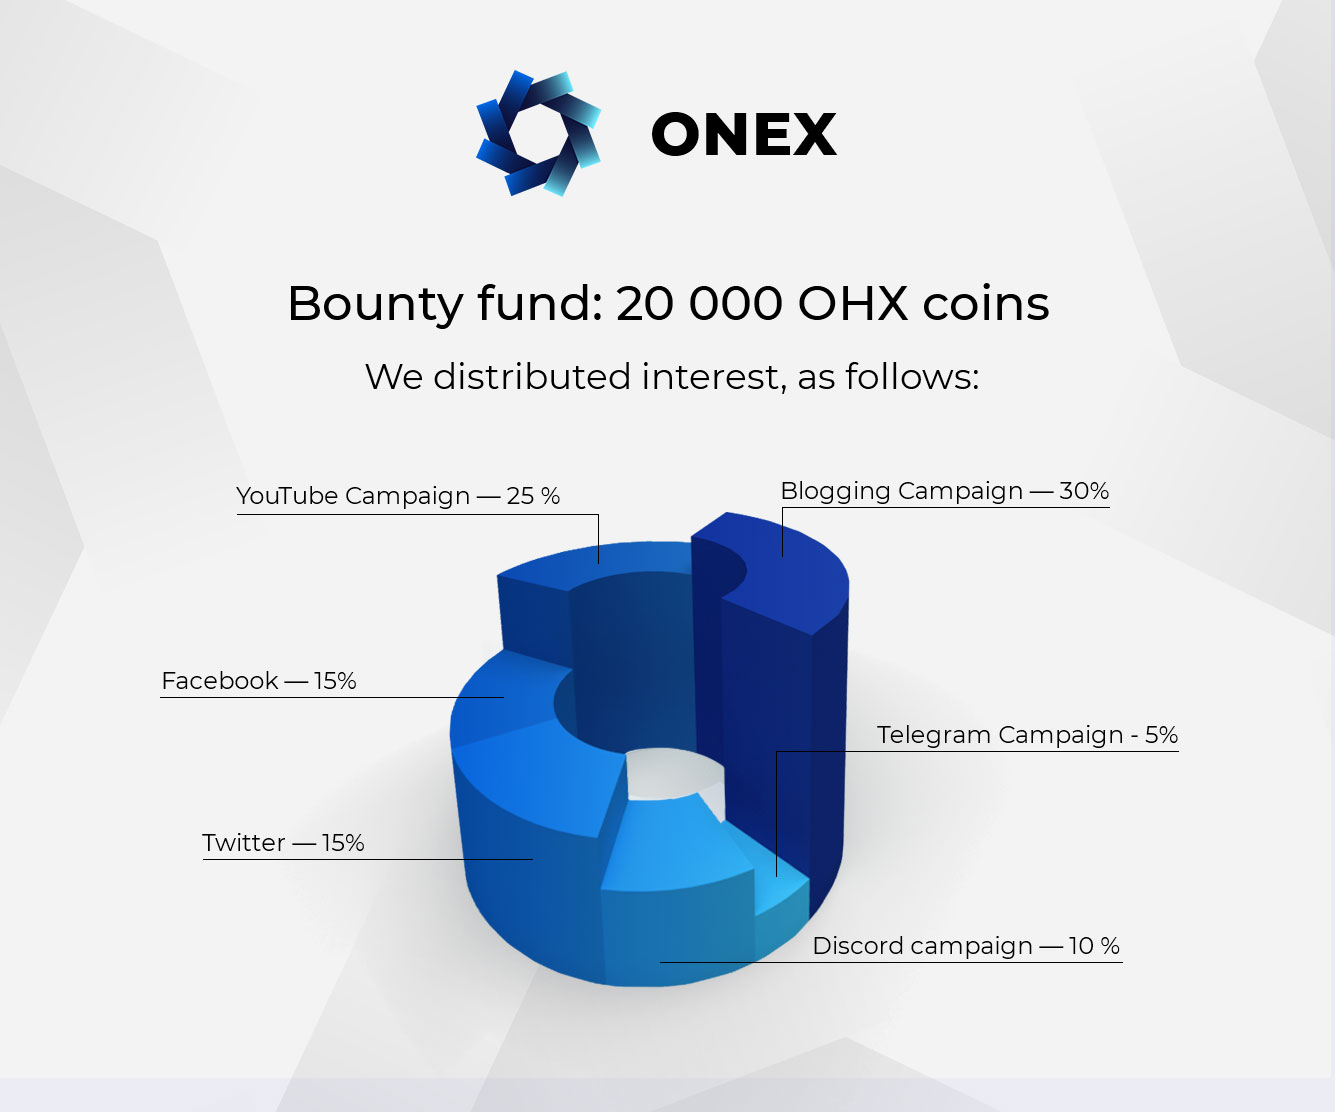 ONEX
Bounty fund: 20 000 OHX coins
We distributed interest, as follows:
YouTube Campaign — 25 %
Blogging Campaign — 30%
Facebook — 15%
Telegram Campaign - 5%
Twitter — 15%
Discord campaign — 10 %